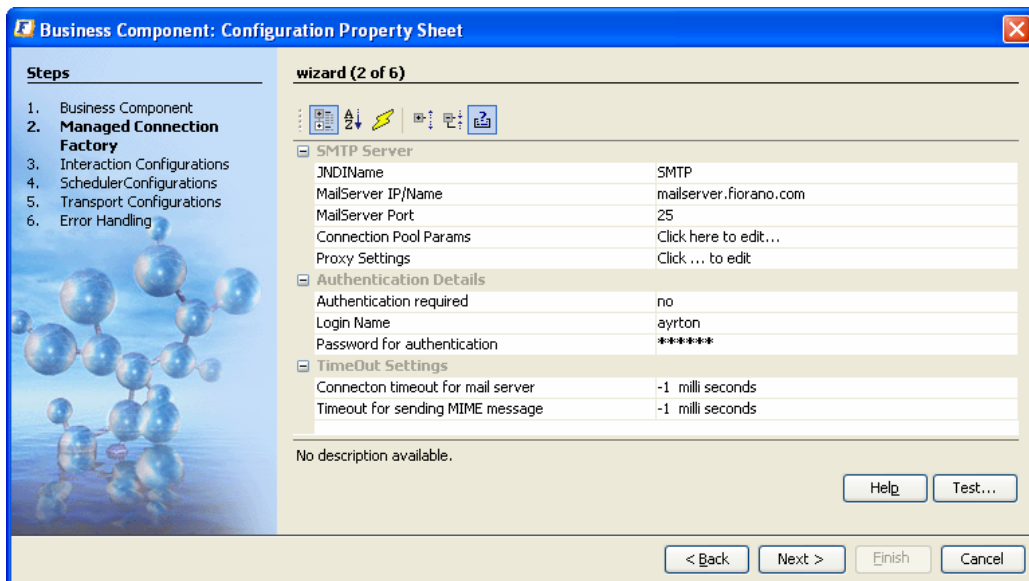 Business Component: Configuration Property Sheet
Steps
1. Business Component
2. Managed Connection
Factory
3. Interaction Configurations
4. SchedulerConfigurations
5. Transport Configurations
6. Error Handling
wizard (2 of 6)
SMTP Server
JNDIName SMTP
MailServer IP/Name mailserver.fiorano.com
MailServer Port 25
Connection Pool Params Click here to edit...
Proxy Settings Click ... to edit
Authentication Details
Authentication required no
Login Name ayrton
Password for authentication ******
TimeOut Settings
Connecton timeout for mail server -1 milli seconds
Timeout for sending MIME message -1 milli seconds
No description available.
Help Test...
< Back Next > Finish Cancel